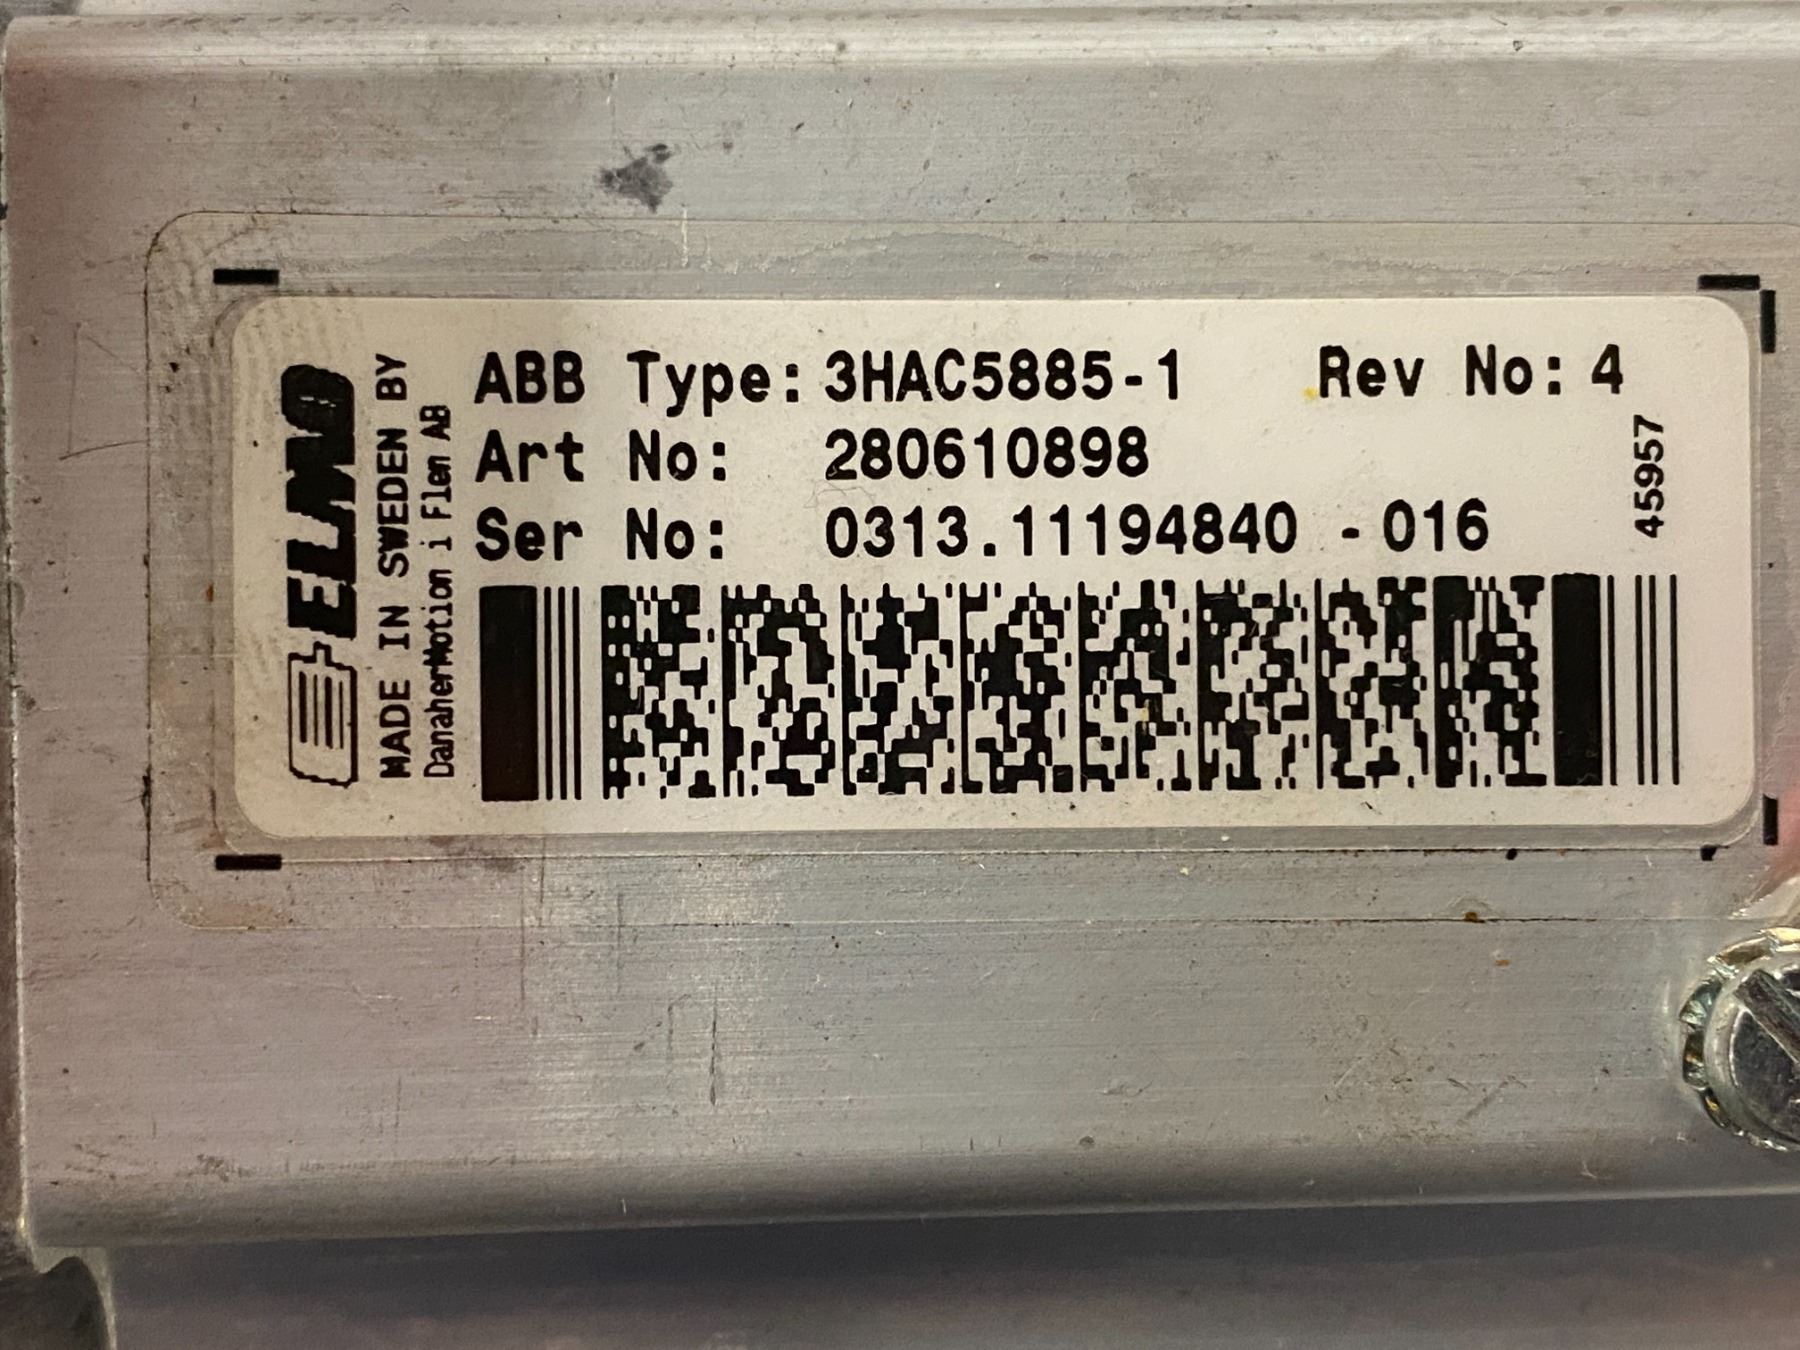 ELMO
MADE IN SWEDEN BY
DanaherMotion i Flen AB
ABB Type: 3HAC5885-1 Rev No: 4
Art No: 280610898
Ser No: 0313.11194840 -016
45957